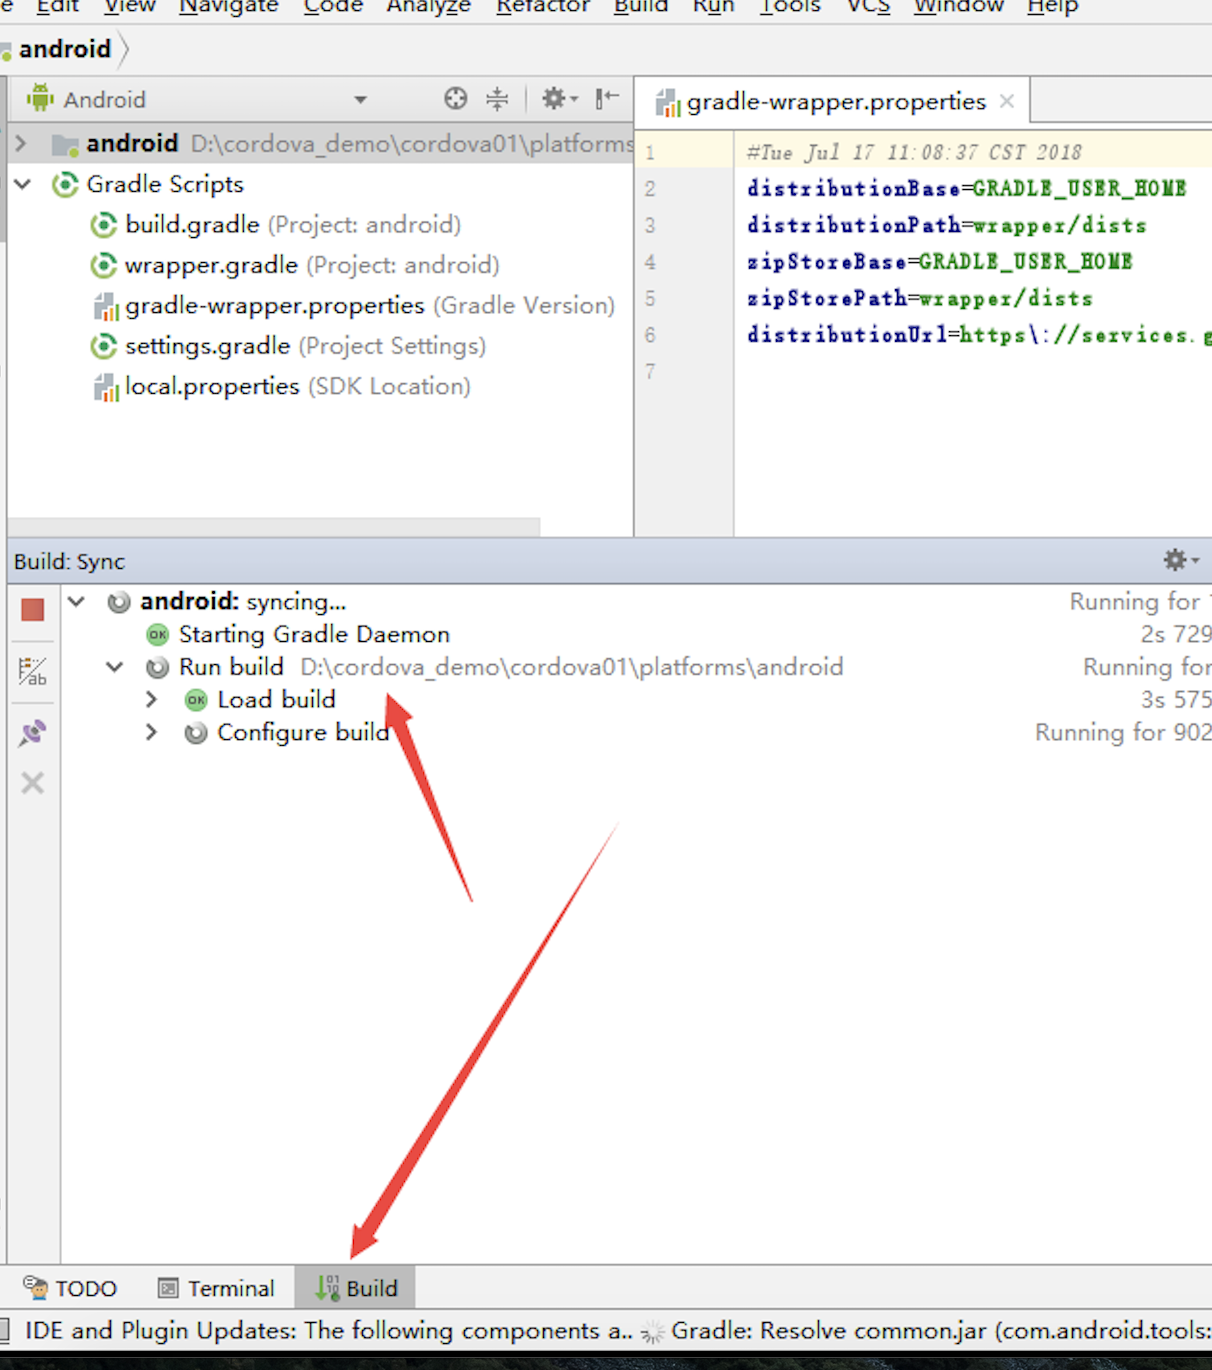 Edit View Navigate Code Analyze Refactor Build Run Tools VCS Window Help
android
Android
gradle-wrapper.properties
android D:\cordova_demo\cordova01\platforms
Gradle Scripts
build.gradle (Project: android)
wrapper.gradle (Project: android)
gradle-wrapper.properties (Gradle Version)
settings.gradle (Project Settings)
local.properties (SDK Location)
1 #Tue Jul 17 11:08:37 CST 2018
2 distributionBase=GRADLE_USER_HOME
3 distributionPath=wrapper/dists
4 zipStoreBase=GRADLE_USER_HOME
5 zipStorePath=wrapper/dists
6 distributionUrl=https\://services.g
7
Build: Sync
android: syncing... Running for
OK Starting Gradle Daemon 2s 729
Run build D:\cordova_demo\cordova01\platforms\android Running for
OK Load build 3s 575
Configure build Running for 902
TODO Terminal Build
IDE and Plugin Updates: The following components a.. Gradle: Resolve common.jar (com.android.tools: